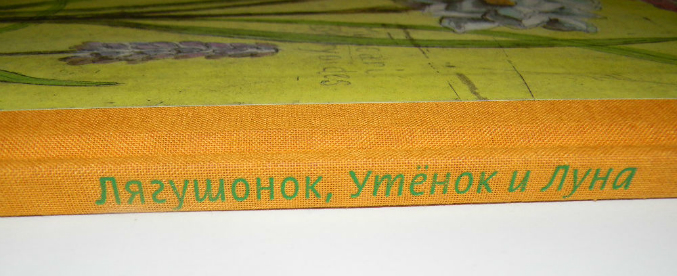 Лягушонок, Утёнок и Луна